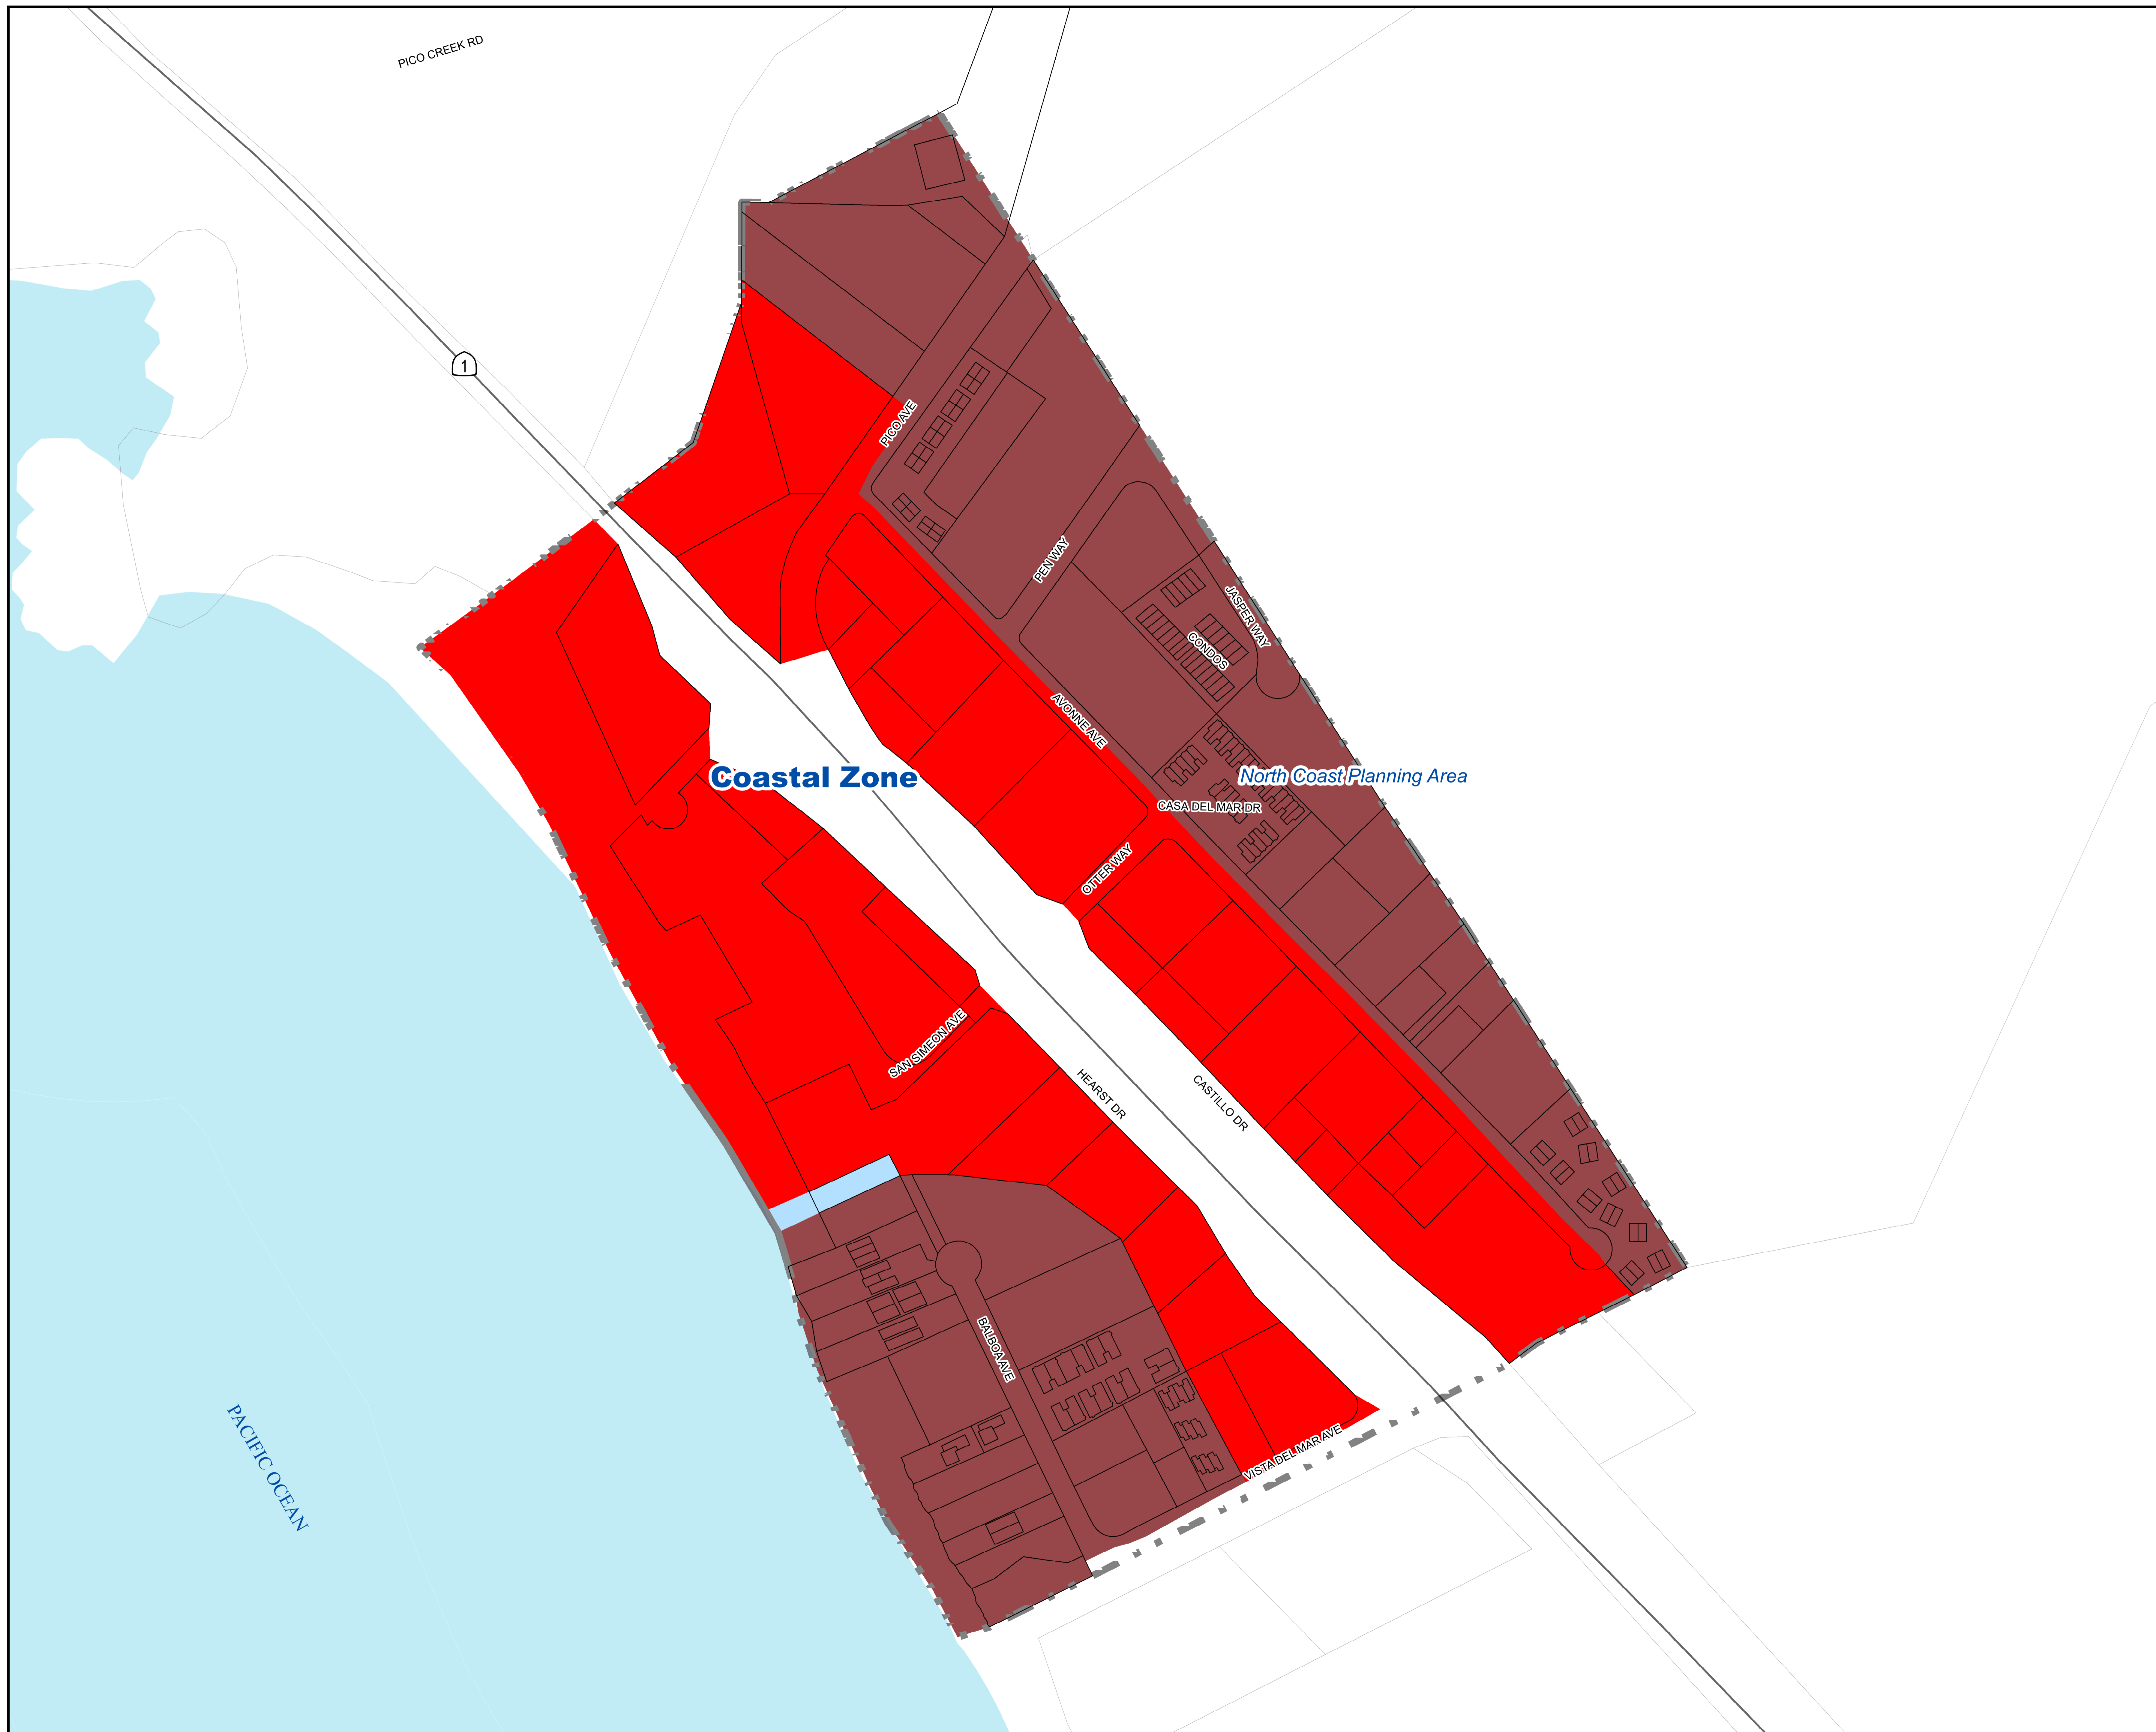 PICO CREEK RD
1
PICO AVE
PEN WAY
JASPER WAY
CONDOS
AVONNE AVE
Coastal Zone
North Coast Planning Area
CASA DEL MAR DR
OTTER WAY
SAN SIMEON AVE
HEARST DR
CASTILLO DR
BALBOA AVE
VISTA DEL MAR AVE
PACIFIC OCEAN